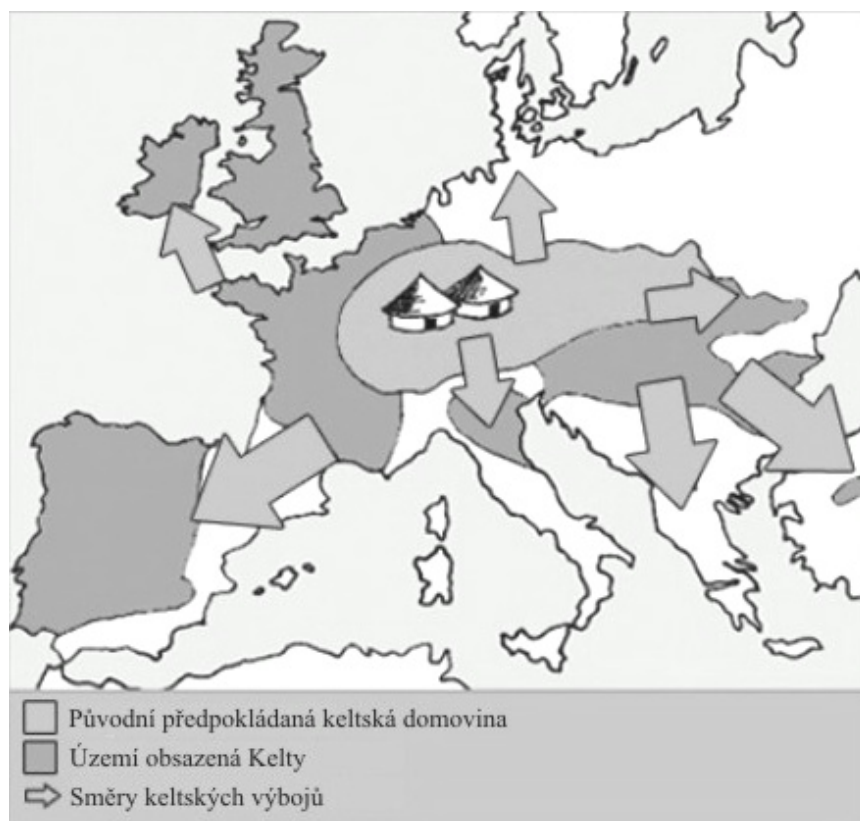 Původní předpokládaná keltská domovina
Území obsazená Kelty
Směry keltských výbojů